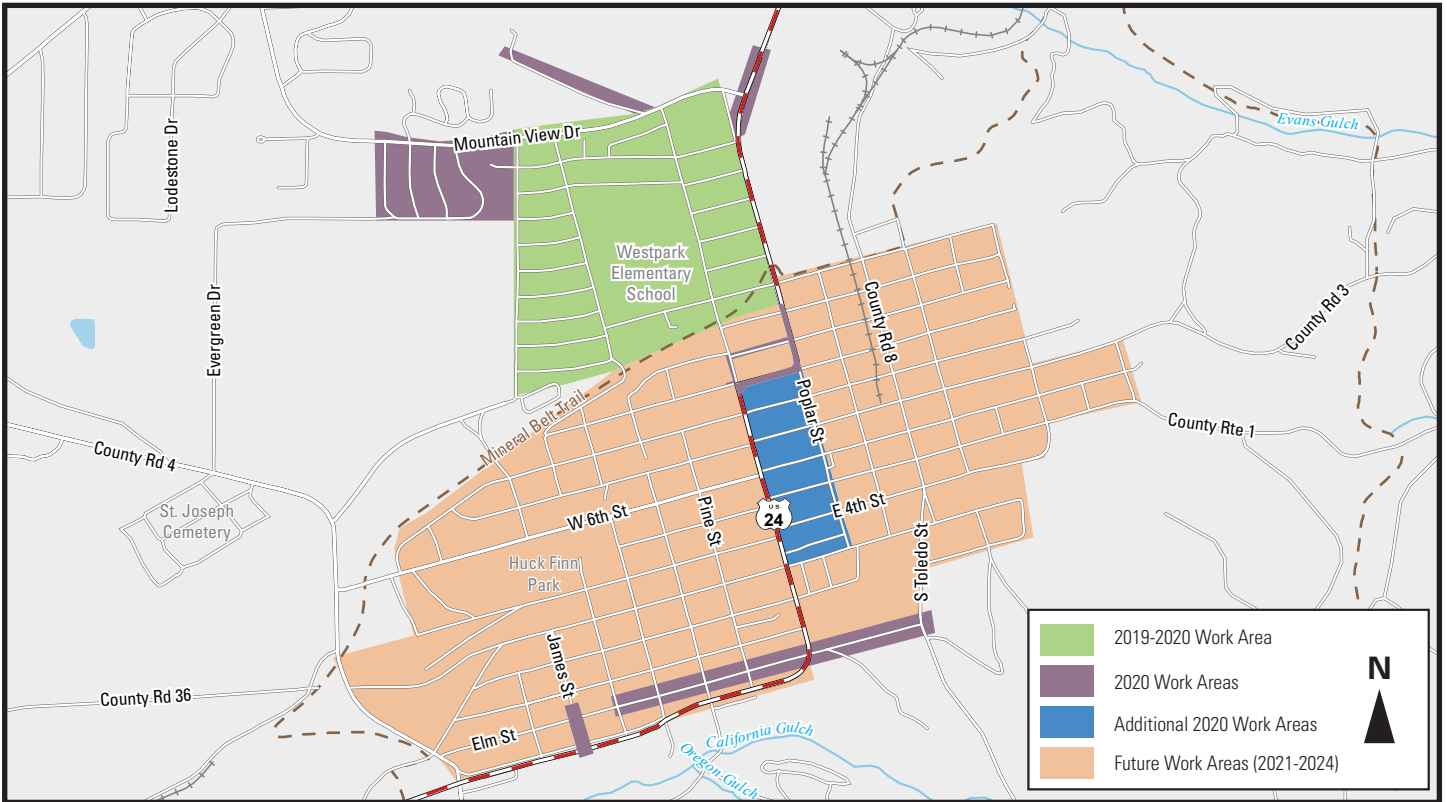 Evans Gulch
Mountain View Dr
Lodestone Dr
Westpark
Elementary
School
County Rd 8
County Rd 3
Evergreen Dr
Poplar St
Mineral Belt Trail
County Rte 1
County Rd 4
St. Joseph
Cemetery
W 6th St
Pine St
US
24
E 4th St
S Toledo St
Huck Finn
Park
James St
County Rd 36
Elm St
California Gulch
Oregon Gulch
2019-2020 Work Area
2020 Work Areas
Additional 2020 Work Areas
Future Work Areas (2021-2024)
N